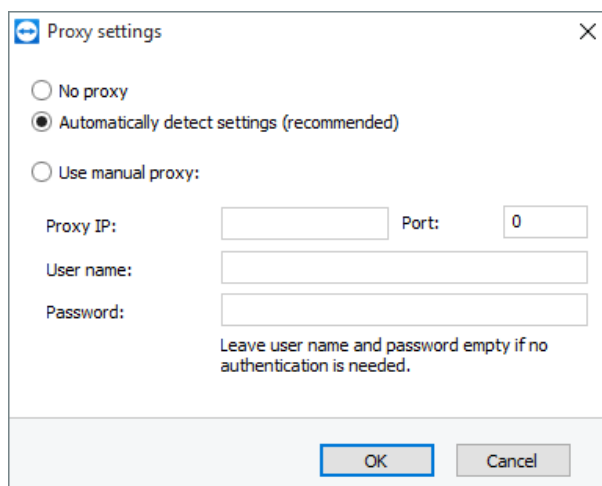 Proxy settings
No proxy
Automatically detect settings (recommended)
Use manual proxy:
Proxy IP: Port: 0
User name:
Password:
Leave user name and password empty if no
authentication is needed.
OK Cancel